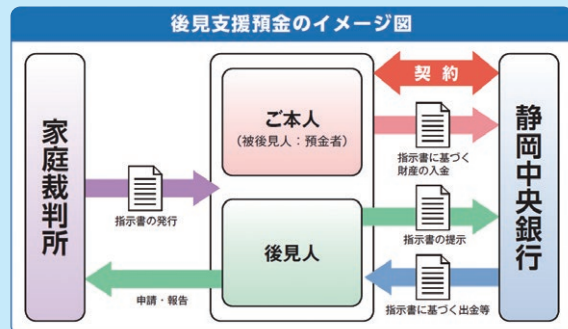 後見支援預金のイメージ図
家庭裁判所
指示書の発行
申請・報告
ご本人
(被後見人:預金者)
後見人
契約
指示書に基づく
財産の入金
指示書の提示
指示書に基づく出金等
静岡中央銀行